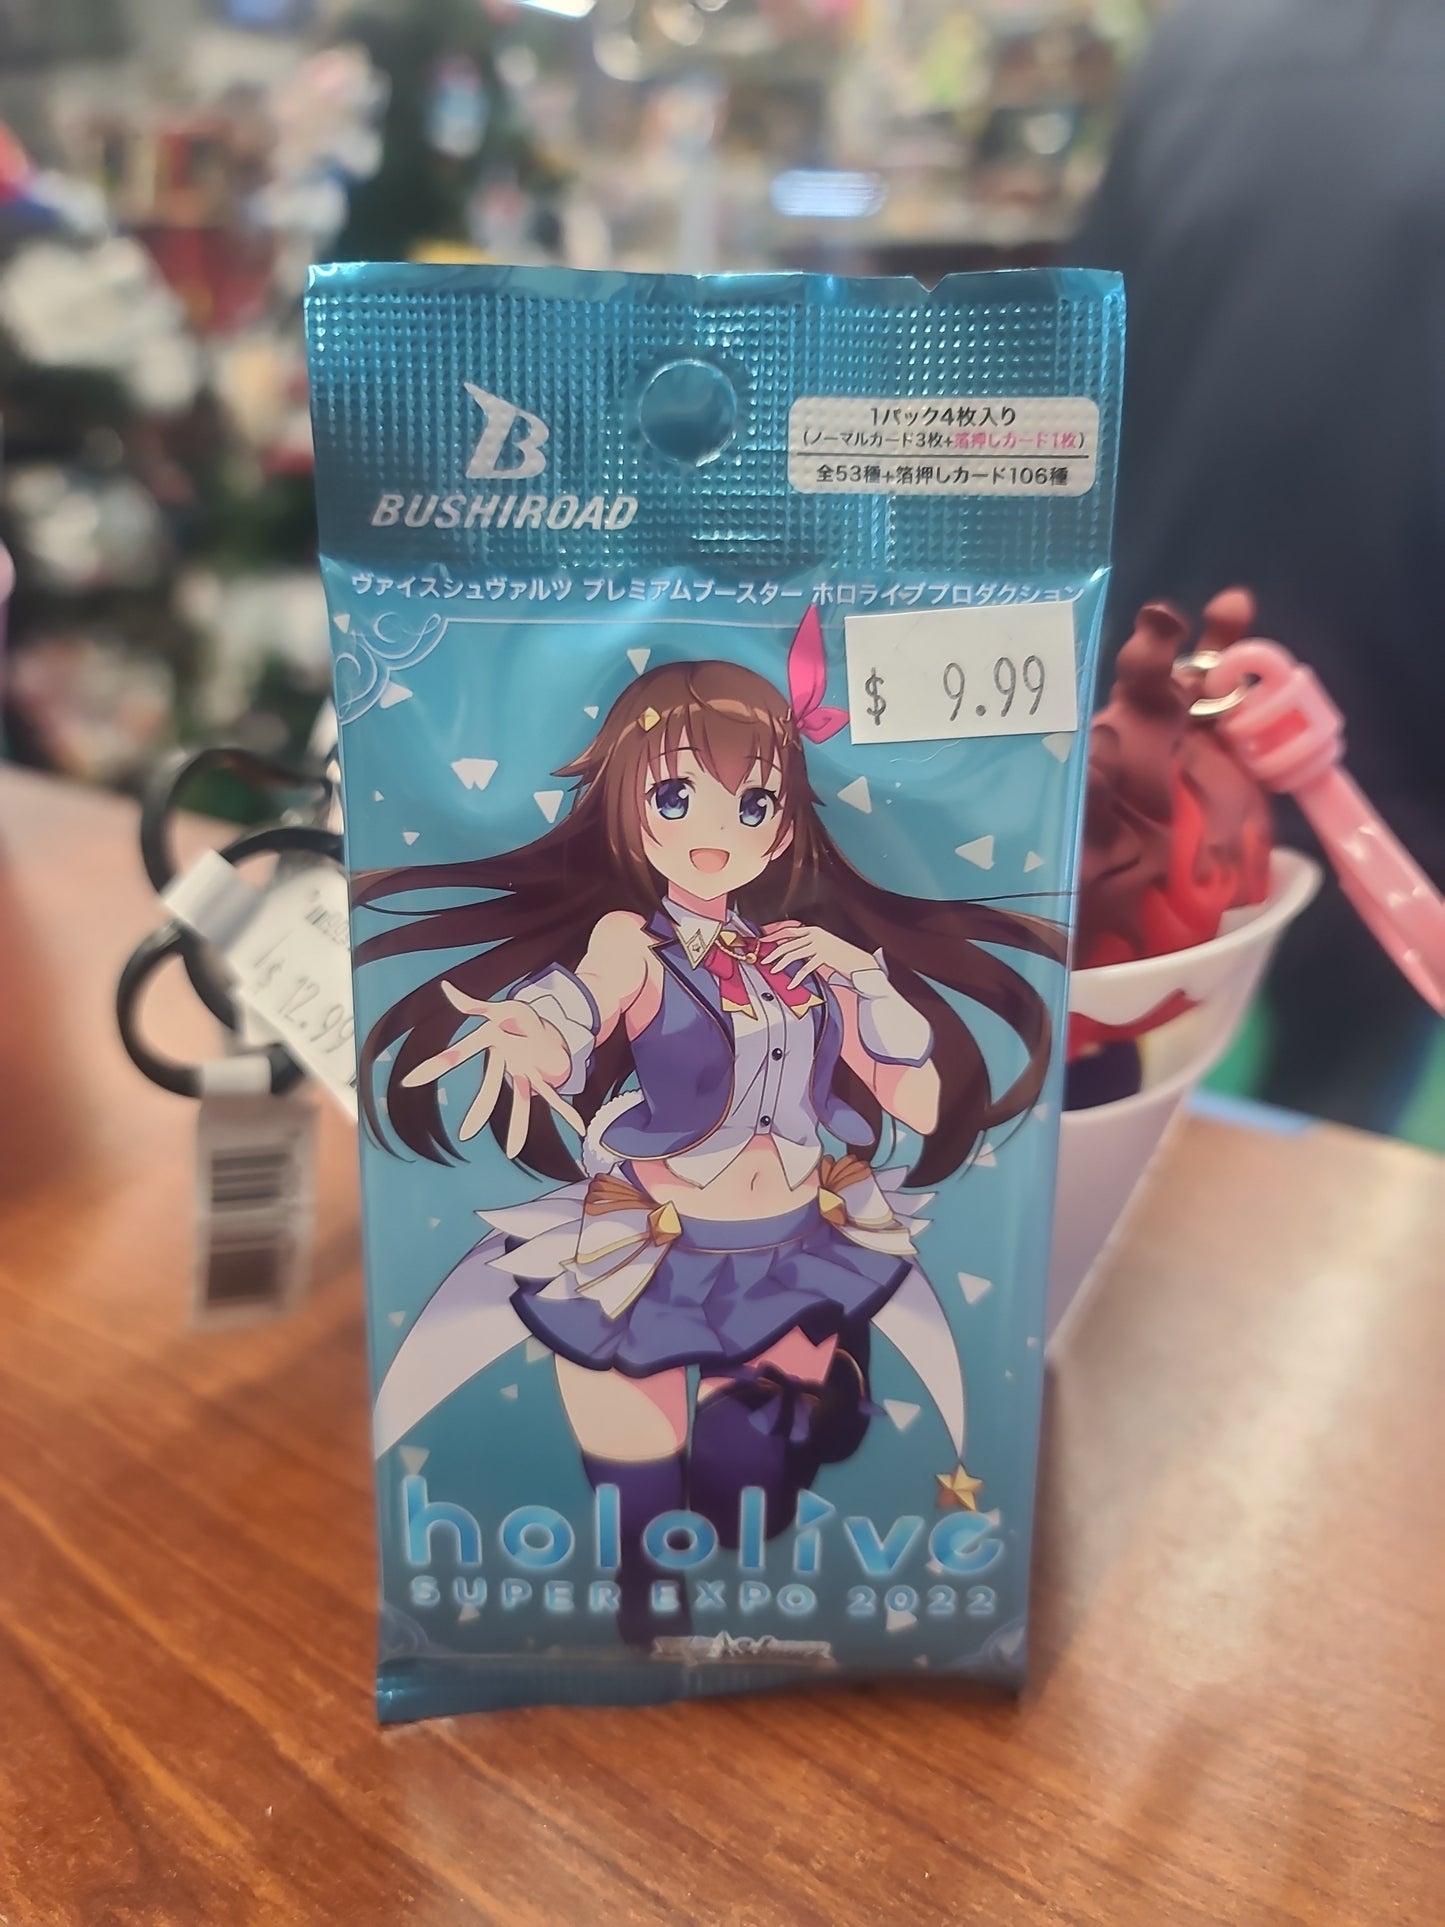 B
BUSHIROAD
1パック4枚入り
(ノーマルカード3枚+箔押しカード1枚)
全53種+箔押しカード106種
ヴァイスシュヴァルツ プレミアムブースター ホロライブプロダクション
$ 9.99
$ 12.99
hololive
SUPER EXPO 2022